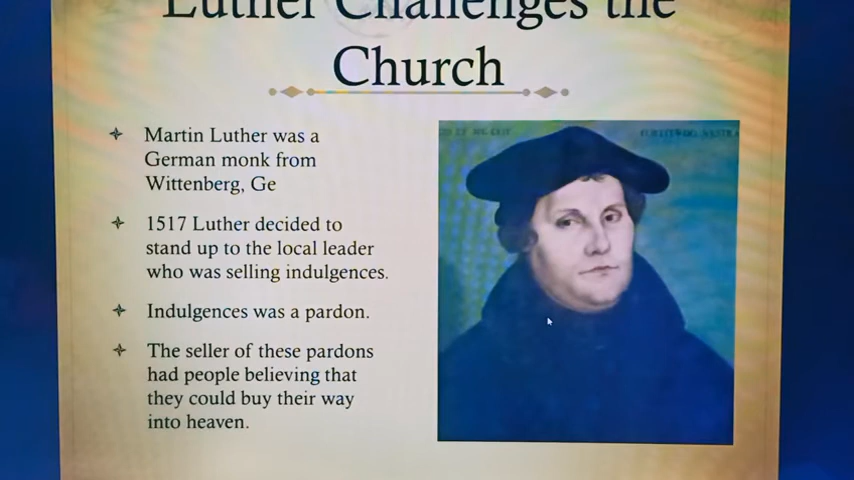 Luther Challenges the
Church
Martin Luther was a
German monk from
Wittenberg, Ge
1517 Luther decided to
stand up to the local leader
who was selling indulgences.
Indulgences was a pardon.
The seller of these pardons
had people believing that
they could buy their way
into heaven.